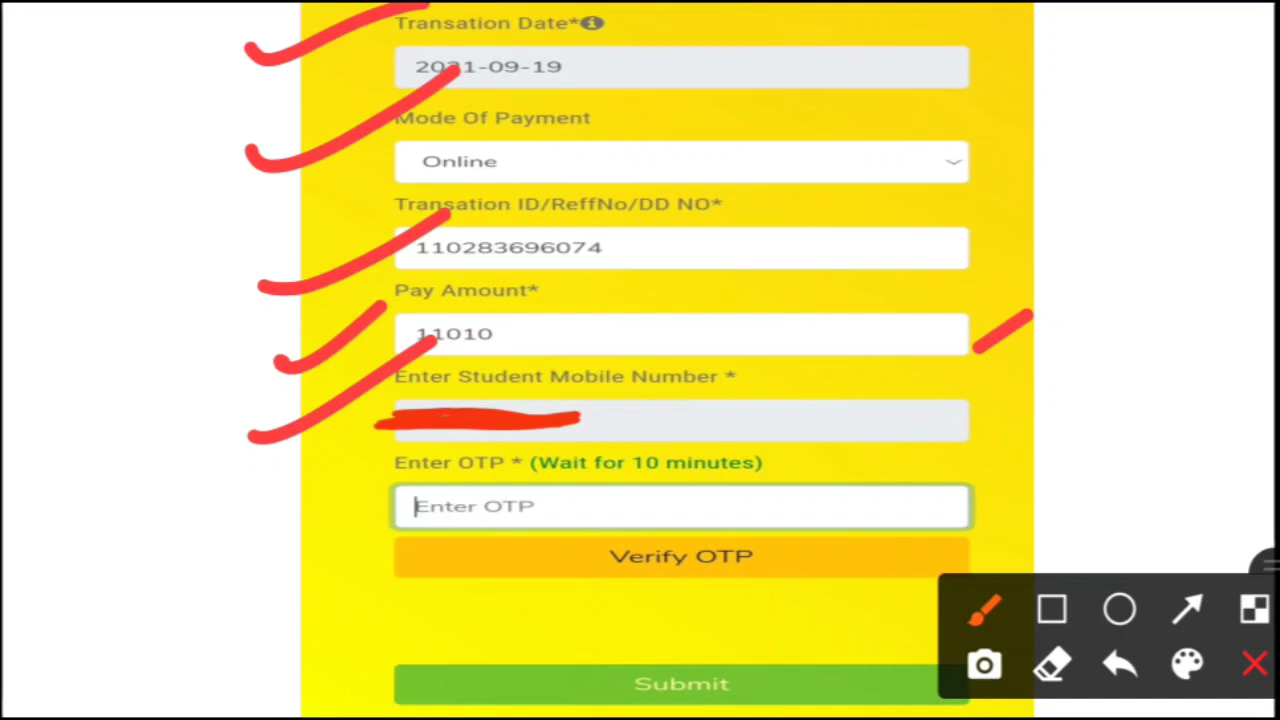 Transation Date*
2021-09-19
Mode Of Payment
Online
Transation ID/ReffNo/DD NO*
110283696074
Pay Amount*
11010
Enter Student Mobile Number *
Enter OTP * (Wait for 10 minutes)
Enter OTP
Verify OTP
Submit